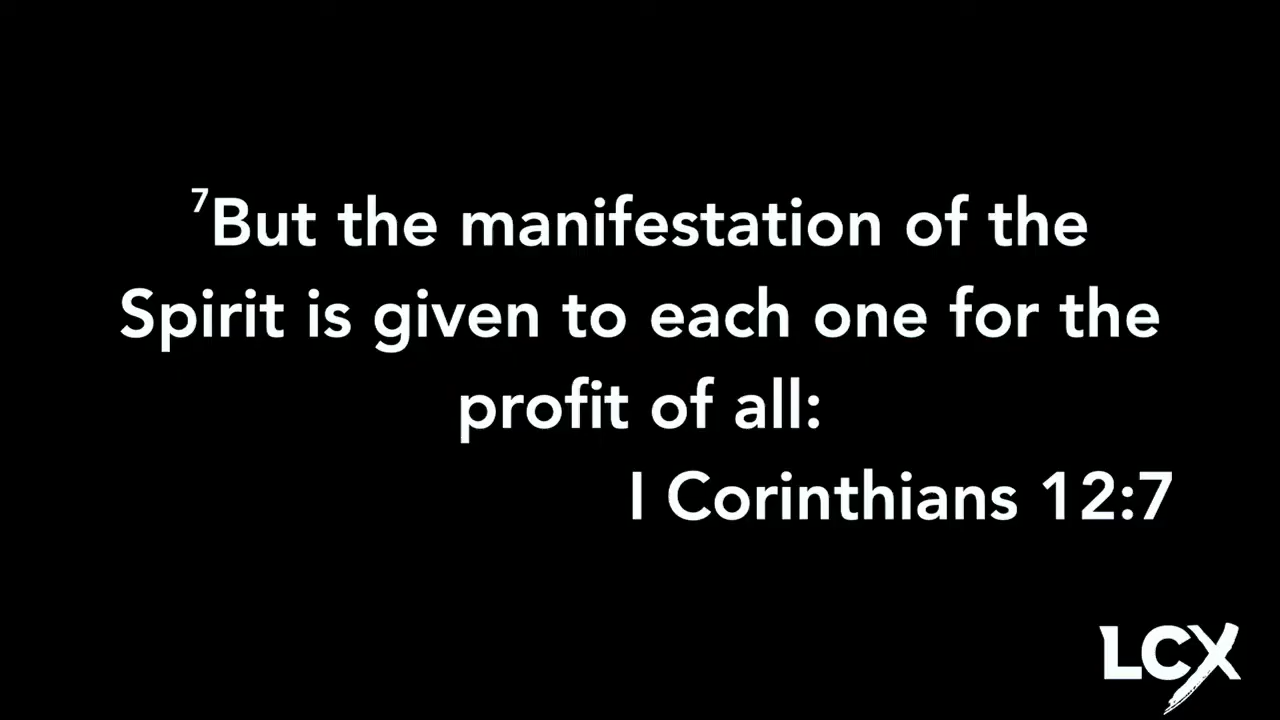 ⁷But the manifestation of the
Spirit is given to each one for the
profit of all:
I Corinthians 12:7
LCX